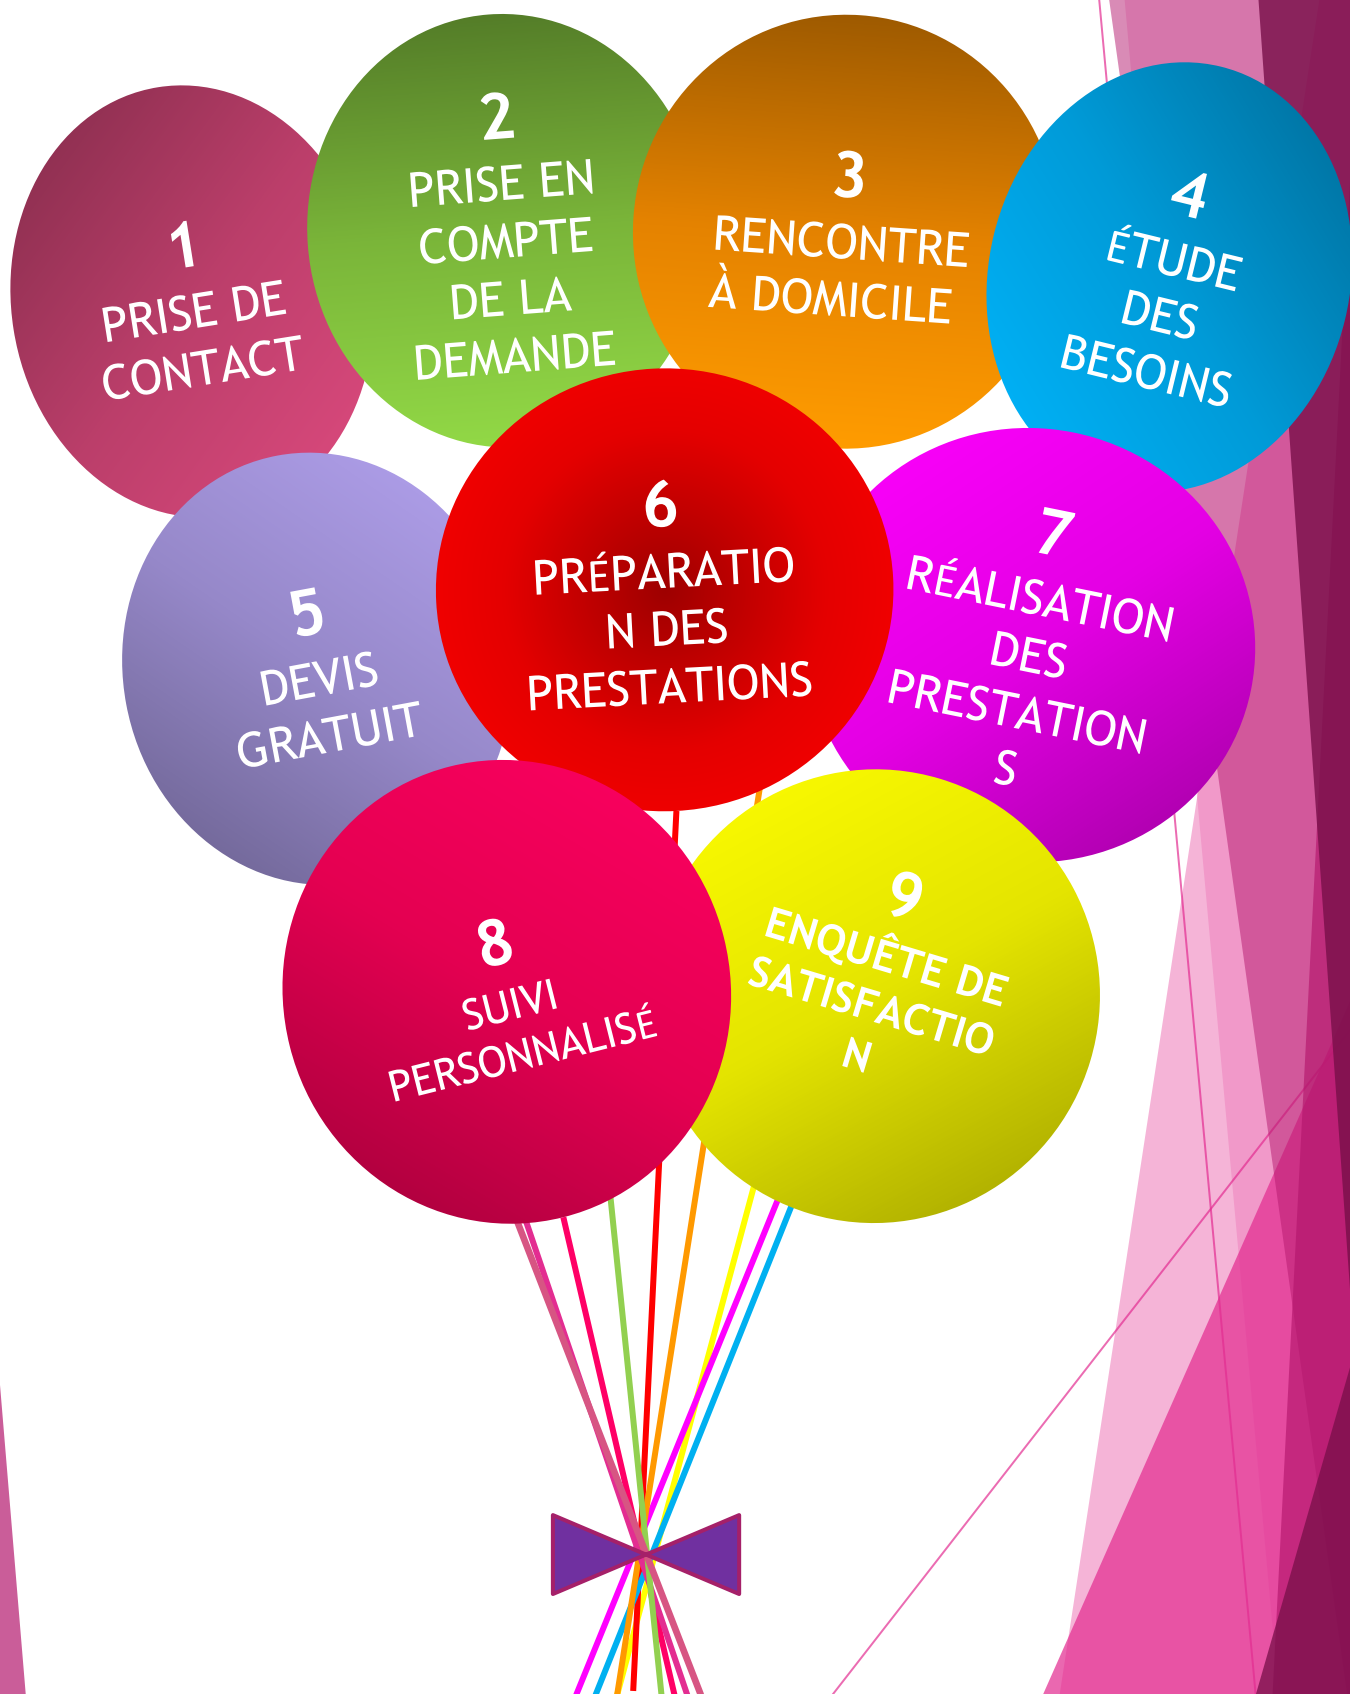 1
PRISE DE
CONTACT
2
PRISE EN
COMPTE
DE LA
DEMANDE
3
RENCONTRE
À DOMICILE
4
ÉTUDE
DES
BESOINS
5
DEVIS
GRATUIT
6
PRÉPARATIO
N DES
PRESTATIONS
7
RÉALISATION
DES
PRESTATION
S
8
SUIVI
PERSONNALISÉ
9
ENQUÊTE DE
SATISFACTIO
N